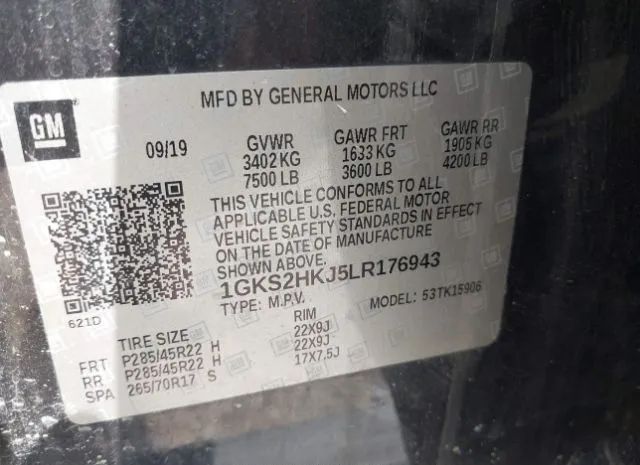 MFD BY GENERAL MOTORS LLC
GM
09/19 GVWR GAWR FRT GAWR RR
3402 KG 1633 KG 1905 KG
7500 LB 3600 LB 4200 LB
THIS VEHICLE CONFORMS TO ALL
APPLICABLE U.S. FEDERAL MOTOR
VEHICLE SAFETY STANDARDS IN EFFECT
ON THE DATE OF MANUFACTURE
SHOWN ABOVE.
1GKS2HKJ5LR176943
TYPE: M.P.V. MODEL: 53TK15906
621D
TIRE SIZE RIM
FRT P285/45R22 H 22X9J
RR P285/45R22 H 22X9J
SPA 265/70R17 S 17X7.5J